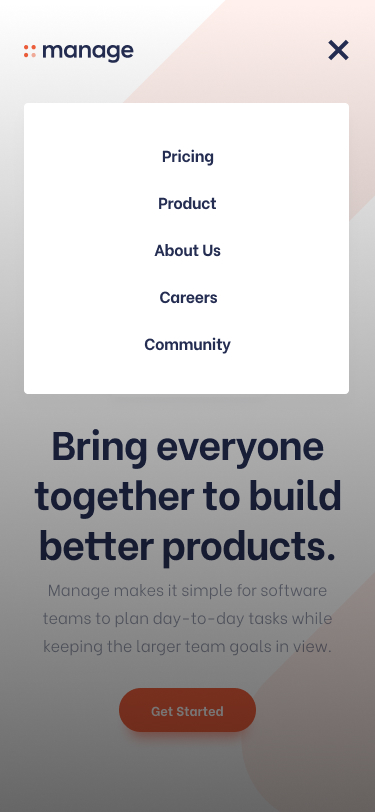 manage
Pricing
Product
About Us
Careers
Community
Bring everyone
together to build
better products.
Manage makes it simple for software
teams to plan day-to-day tasks while
keeping the larger team goals in view.
Get Started